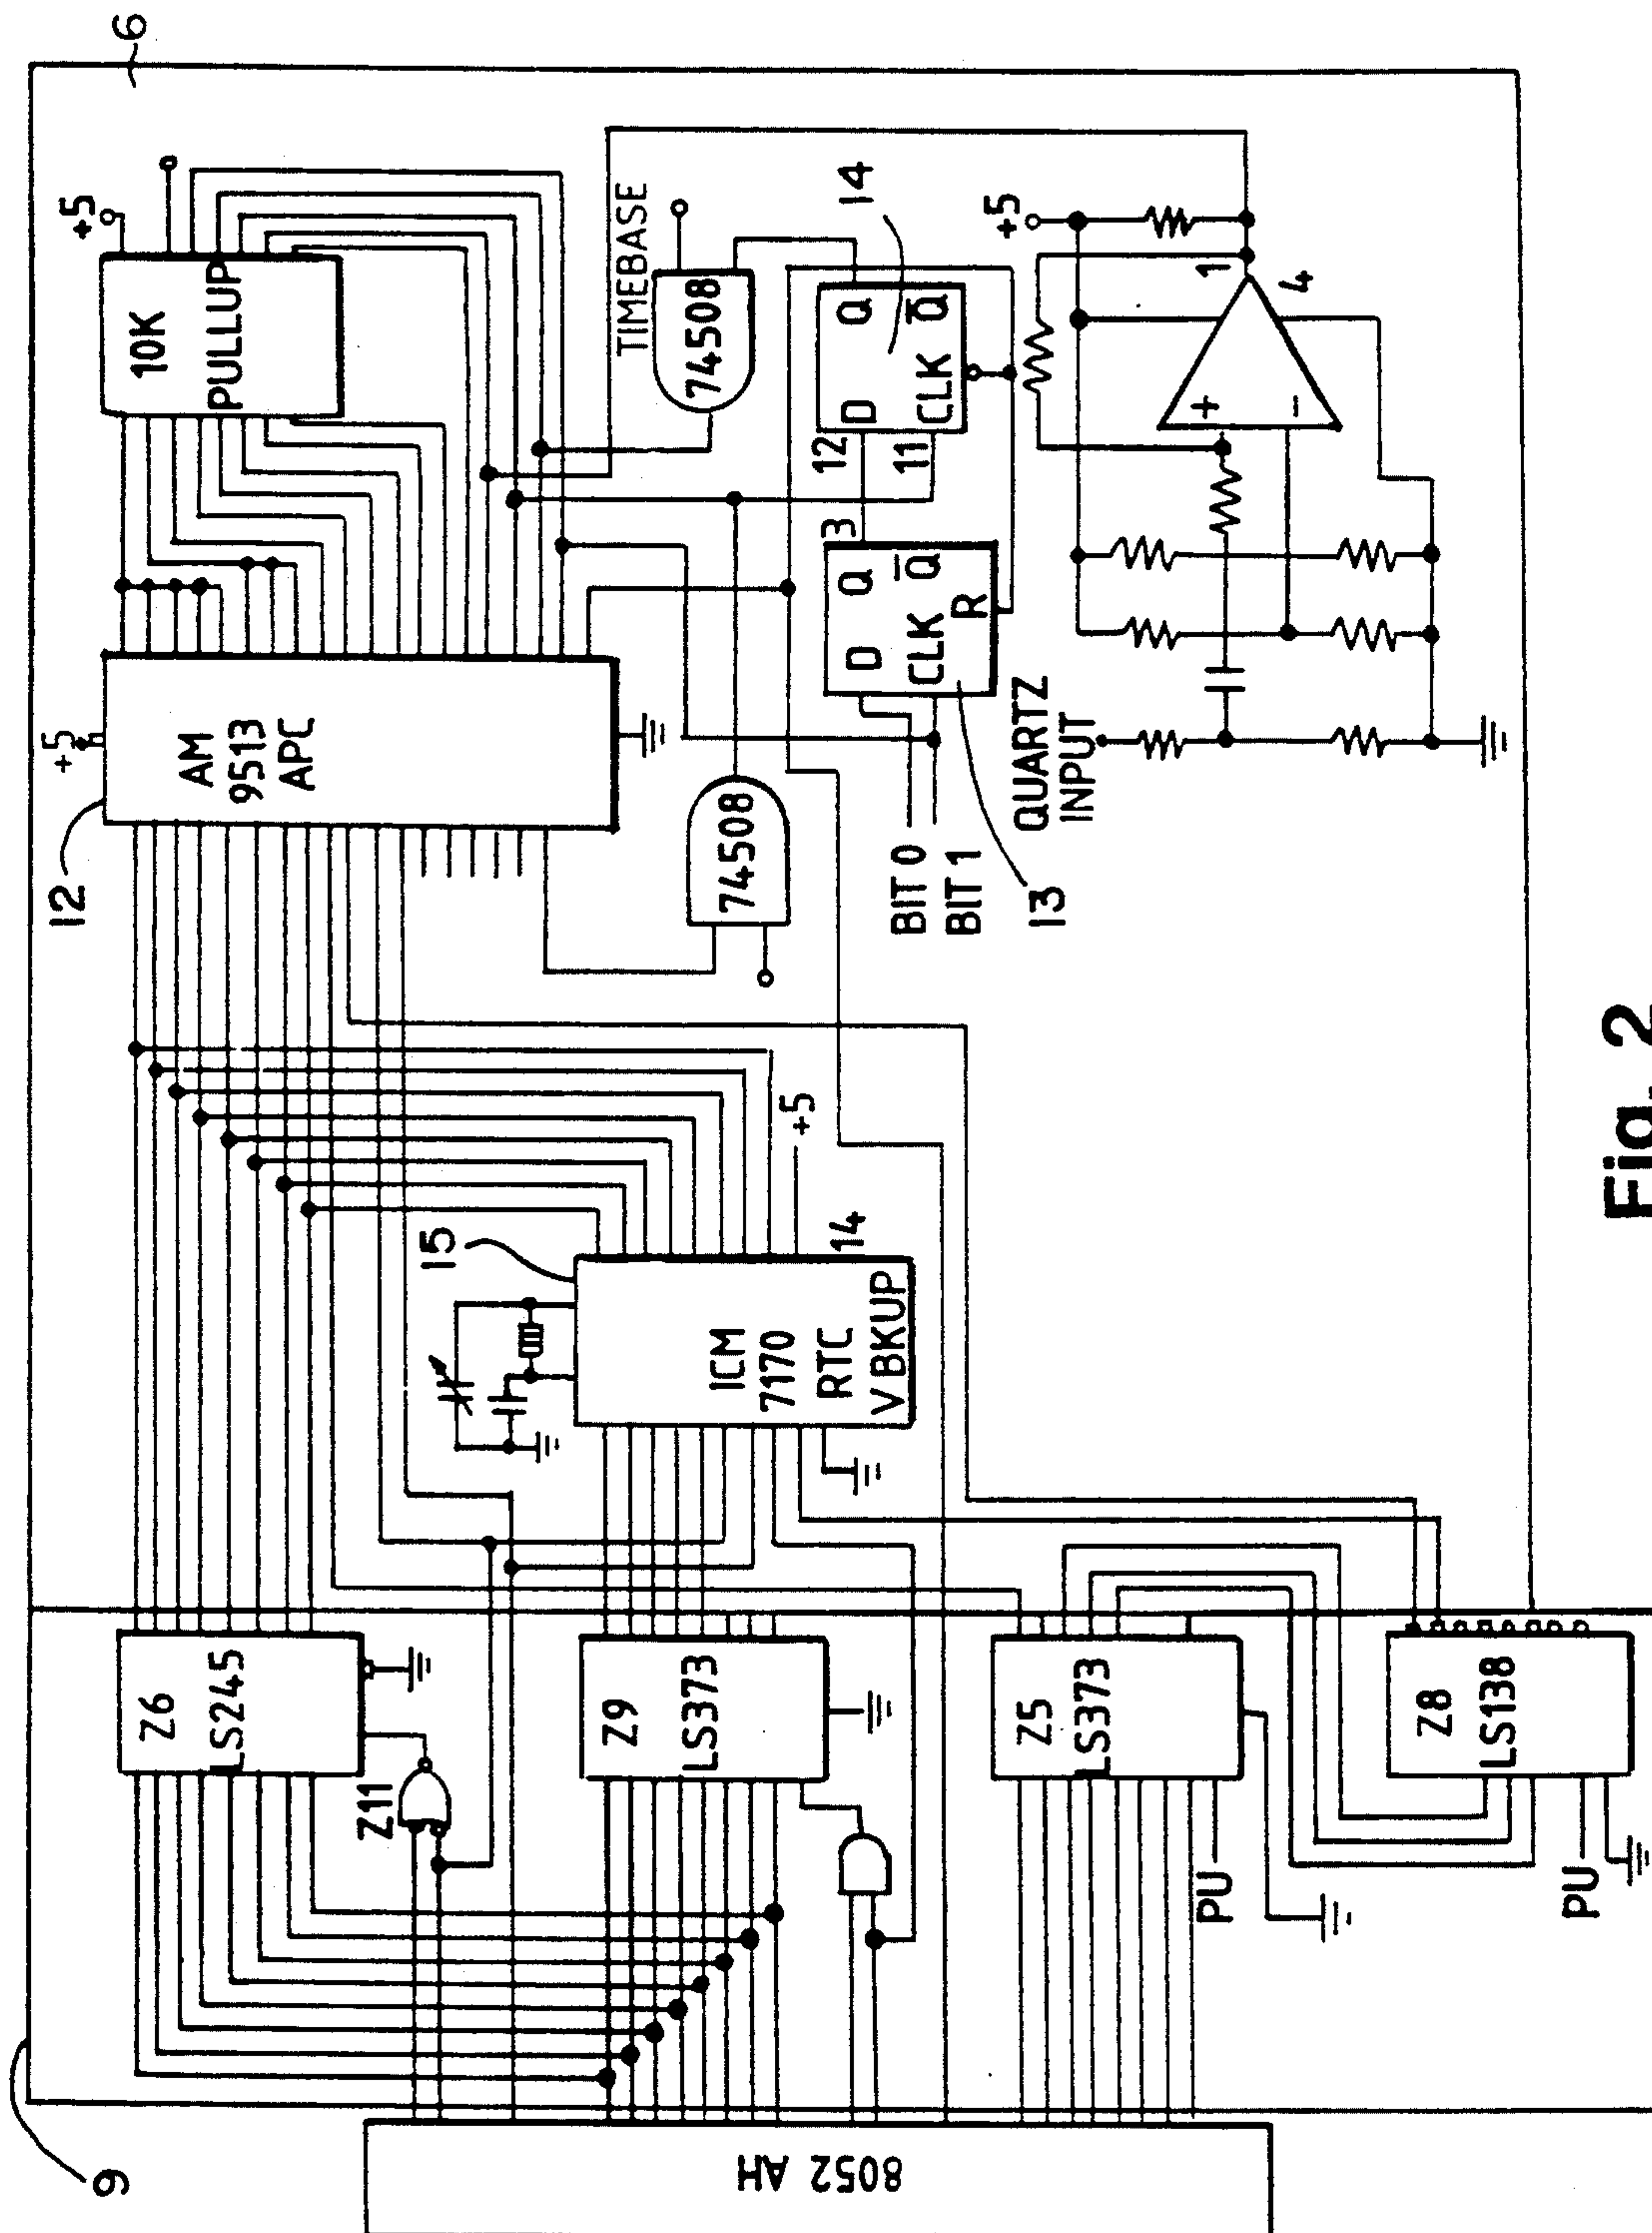 6
+5
10K
PULLUP
TIMEBASE
74508
14
Q
Q
D
CLK
12
11
+5
1
4
+
-
+5
AM
9513
APC
12
3
Q
Q
D
CLK
R
74508
BIT 0
BIT 1
13
QUARTZ
INPUT
15
+5
14
ICM
7170
RTC
V BKUP
Z6
LS245
Z11
Z9
LS373
Z5
LS373
PU
Z8
LS138
PU
9
8052 AH
Fig. 2